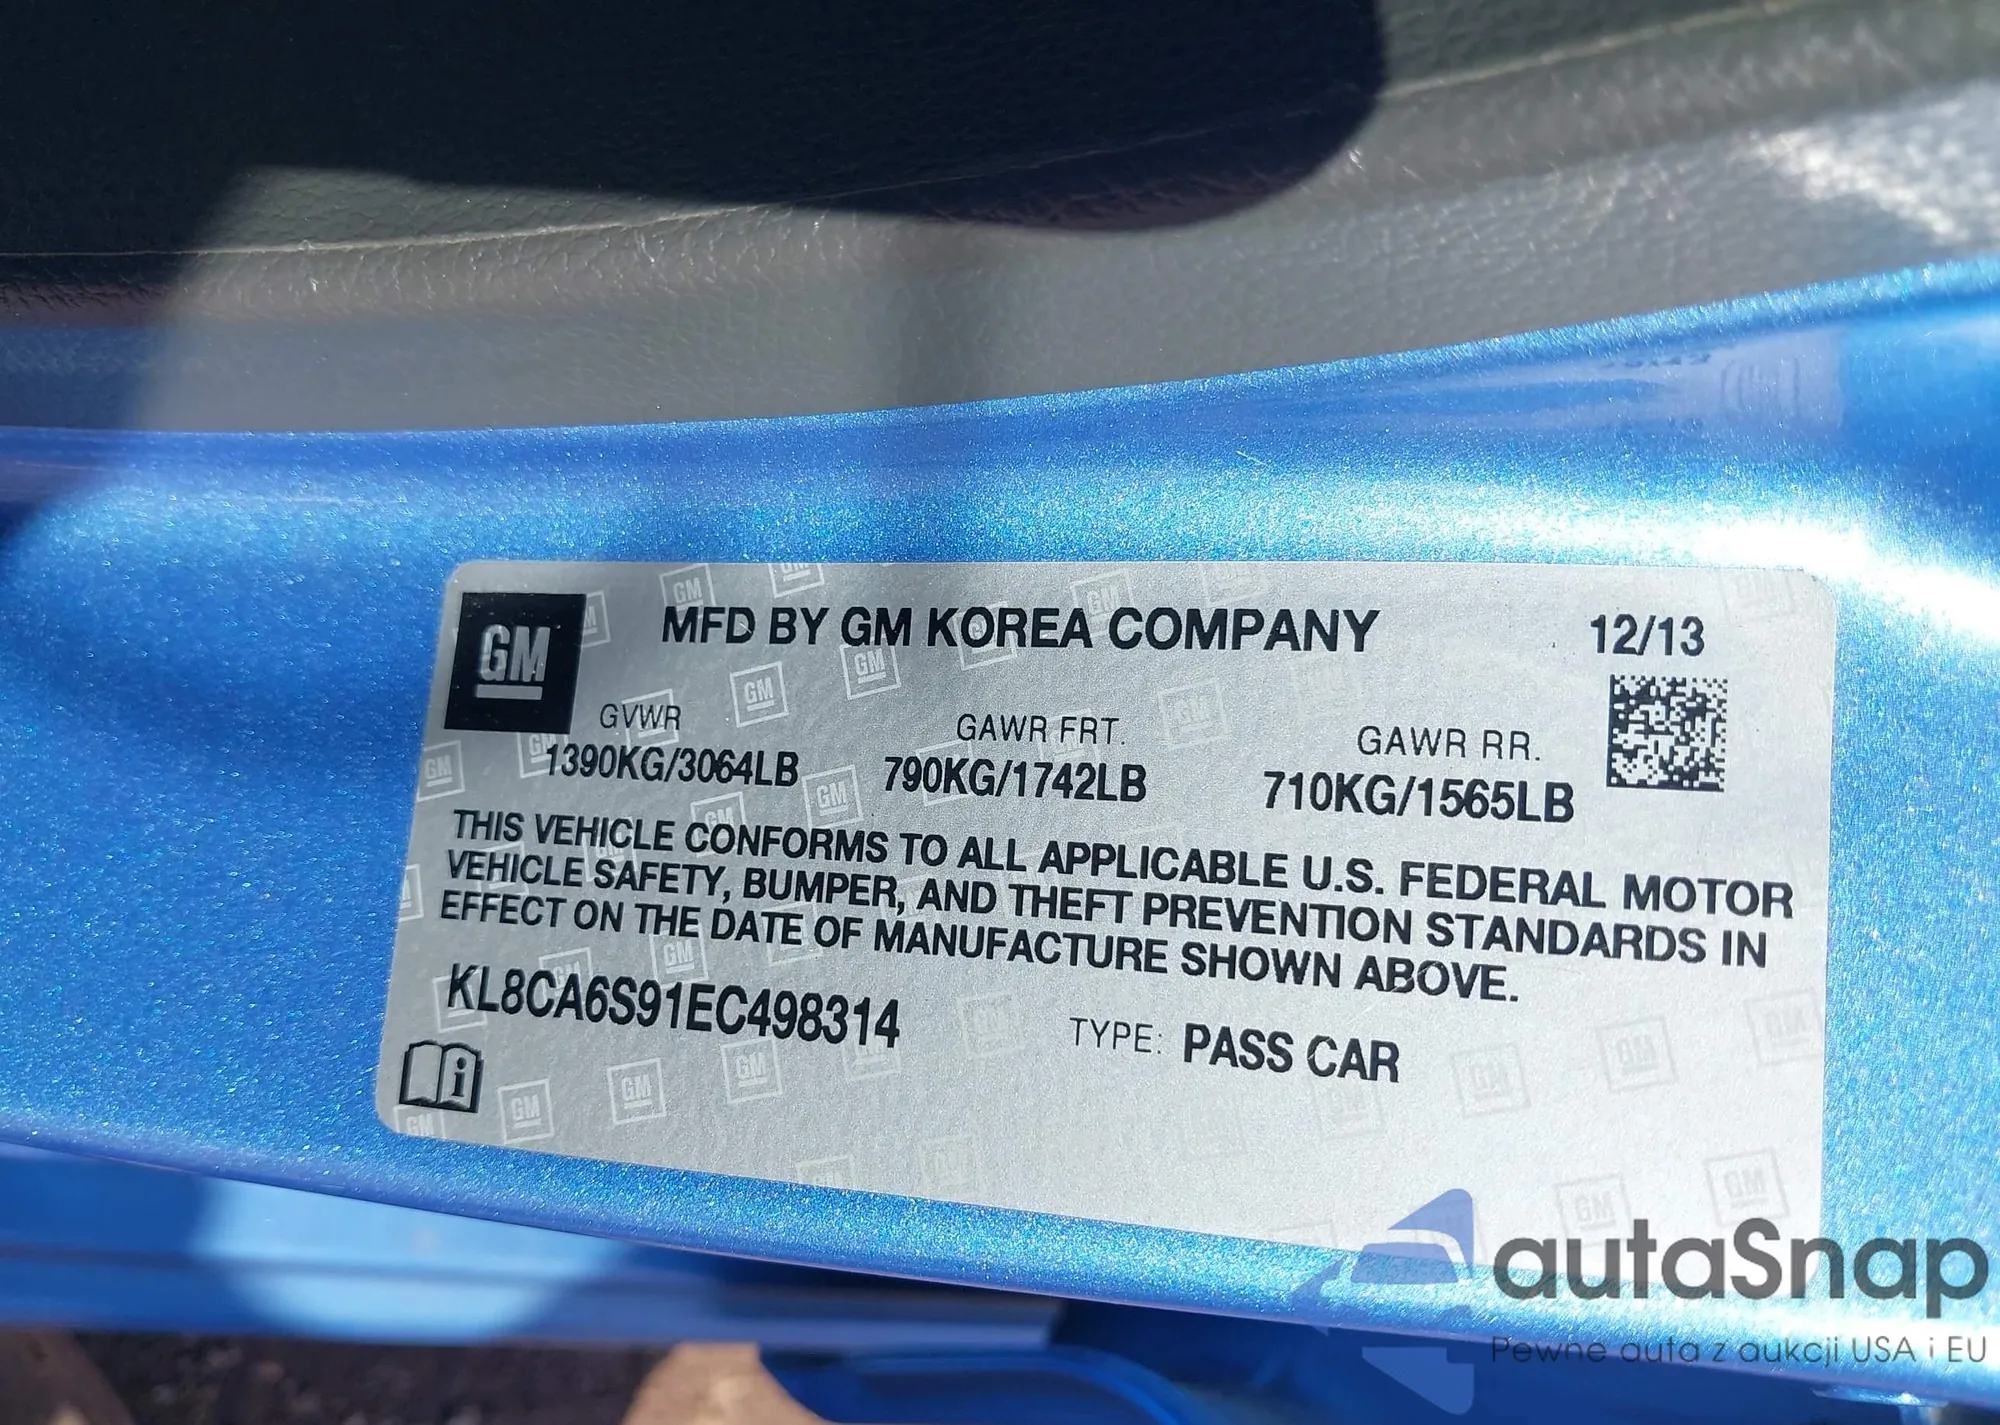 GM
MFD BY GM KOREA COMPANY
12/13
GVWR
GAWR FRT.
GAWR RR.
1390KG/3064LB
790KG/1742LB
710KG/1565LB
THIS VEHICLE CONFORMS TO ALL APPLICABLE U.S. FEDERAL MOTOR
VEHICLE SAFETY, BUMPER, AND THEFT PREVENTION STANDARDS IN
EFFECT ON THE DATE OF MANUFACTURE SHOWN ABOVE.
KL8CA6S91EC498314
TYPE: PASS CAR
autaSnap
Pewne auta z aukcji USA i EU